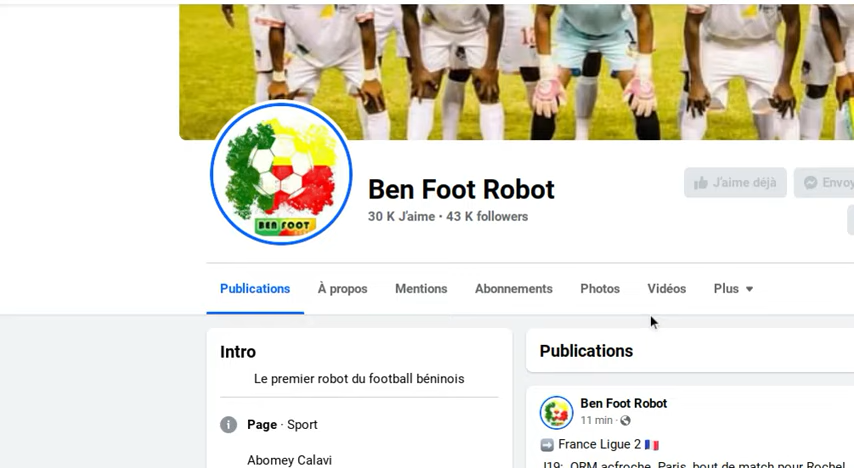 BEN FOOT
Ben Foot Robot
30 K J'aime · 43 K followers
J'aime déjà
Envoy
Publications À propos Mentions Abonnements Photos Vidéos Plus
Intro
Le premier robot du football béninois
Page · Sport
Abomey Calavi
Publications
Ben Foot Robot
11 min ·
France Ligue 2
J19: QRM accroche, Paris, bout de match pour Rochel